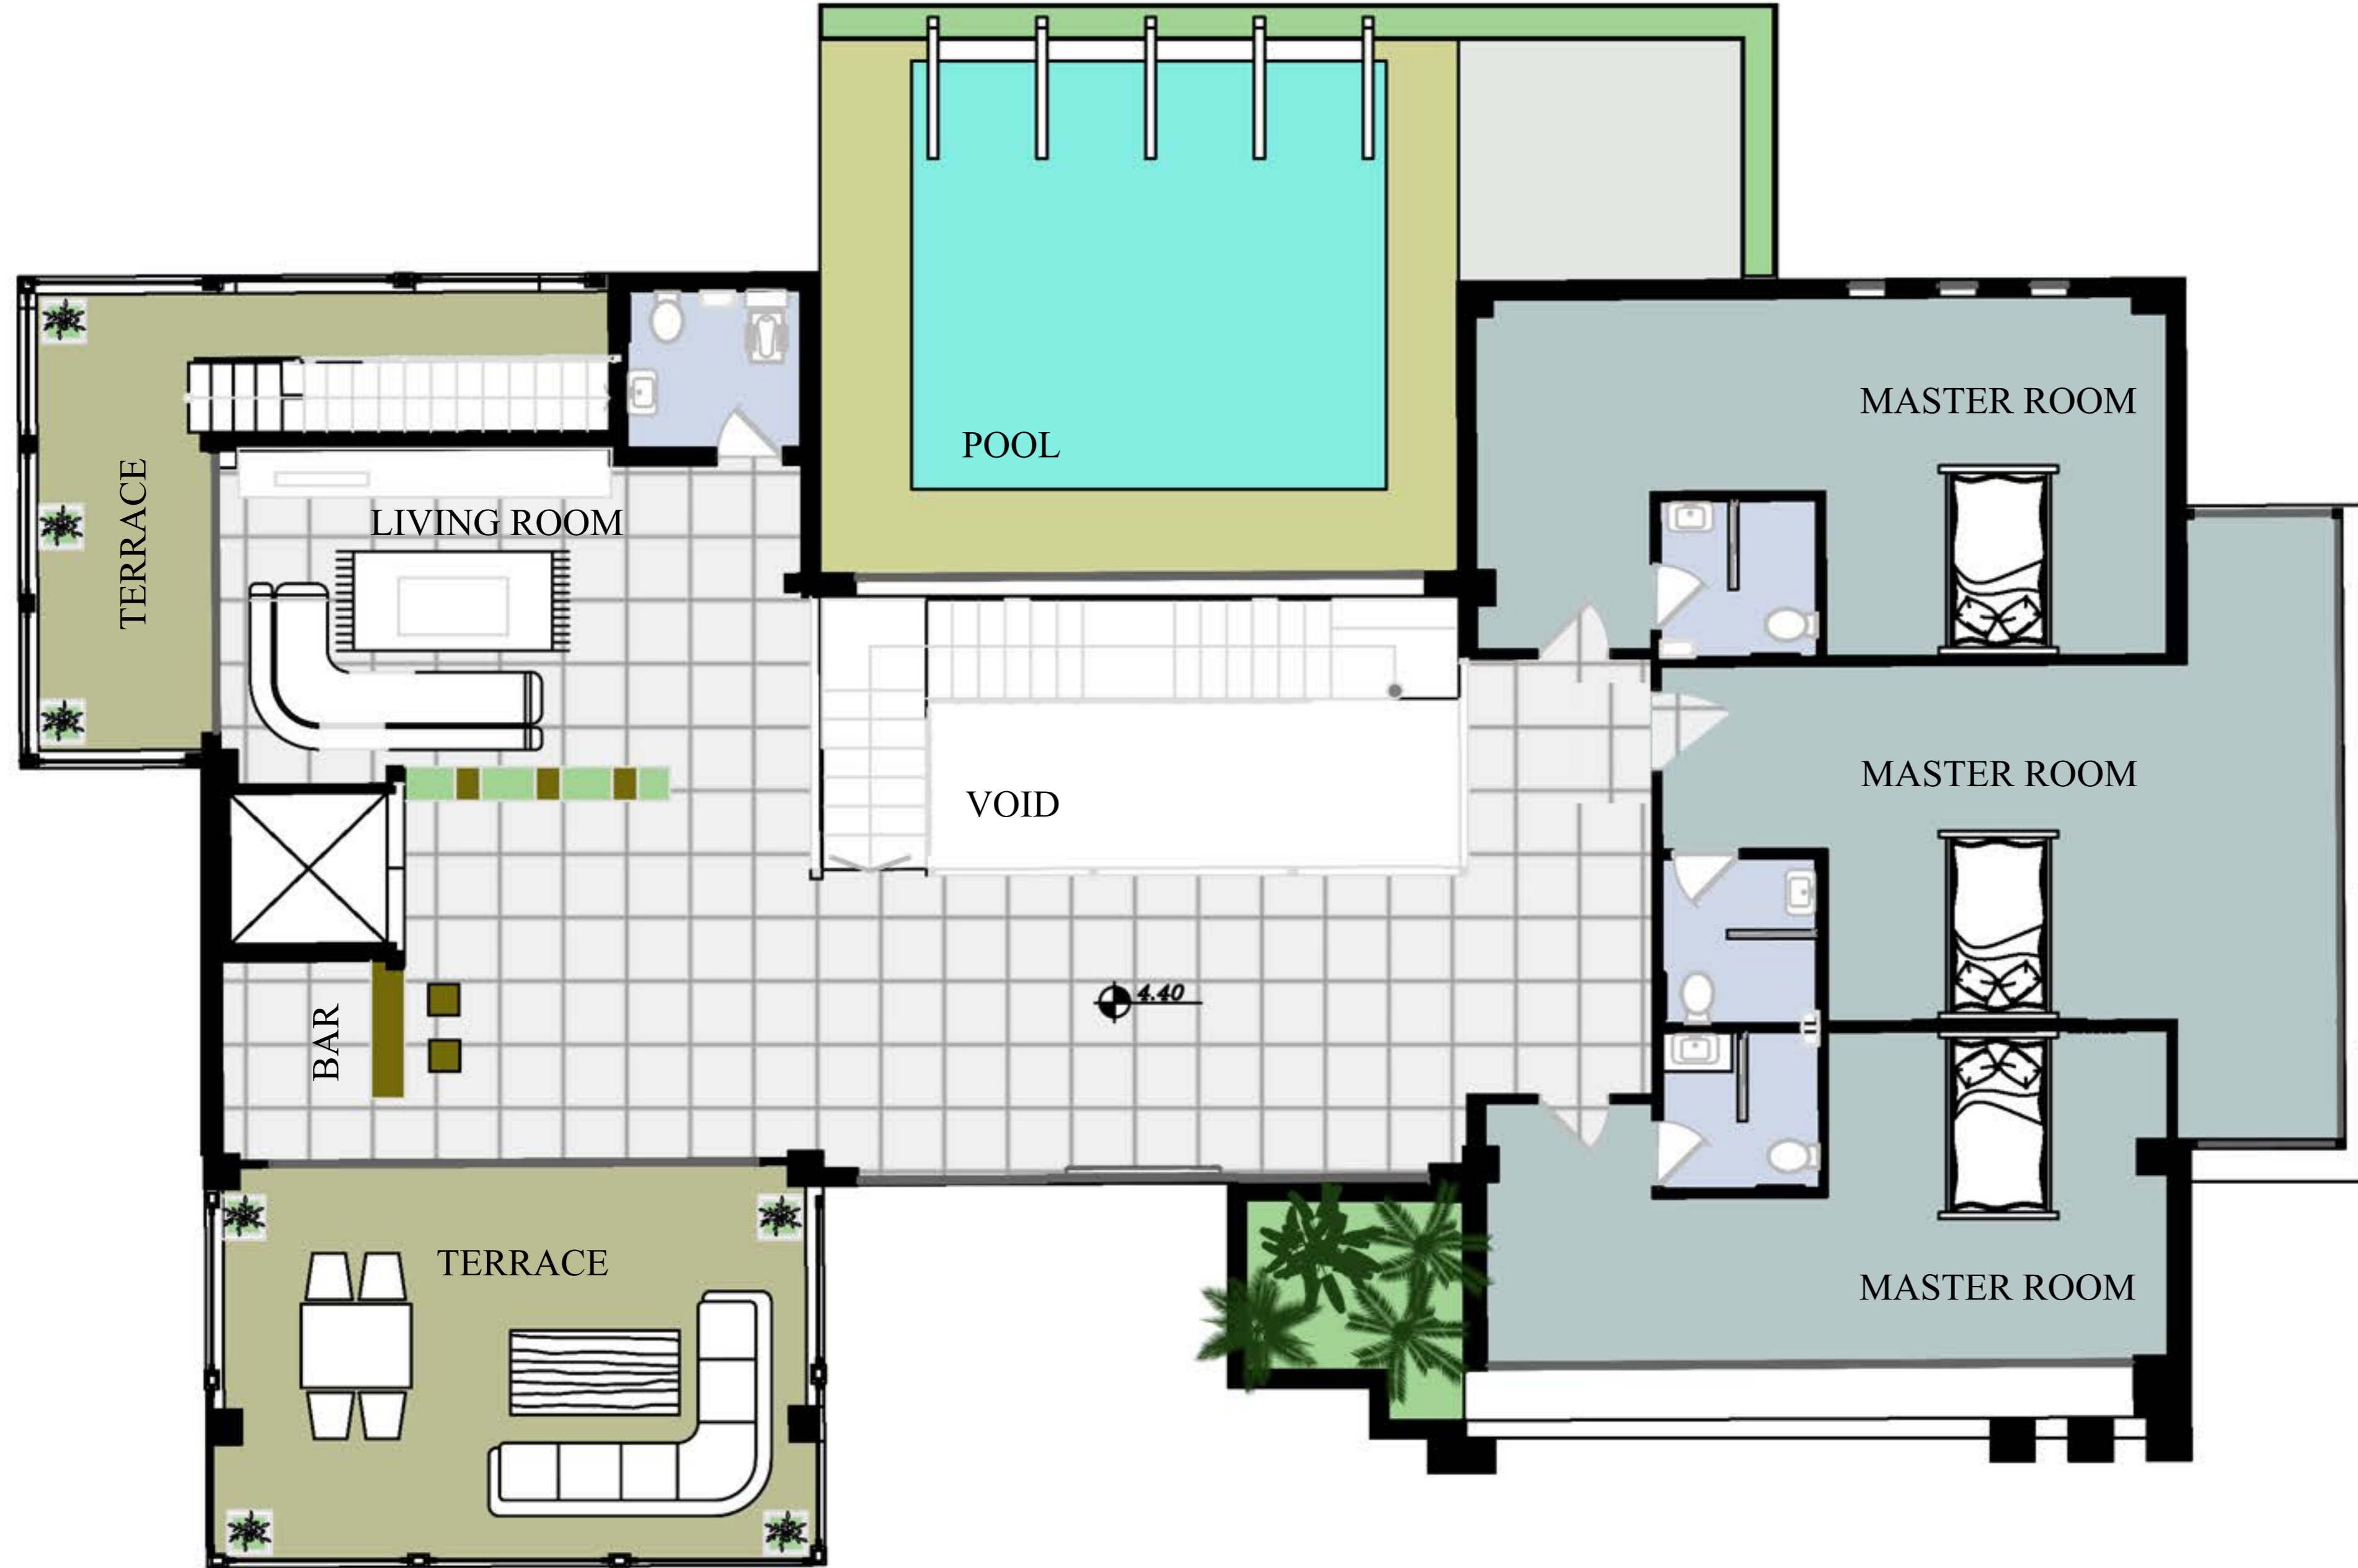 MASTER ROOM
POOL
TERRACE
LIVING ROOM
MASTER ROOM
VOID
4.40
BAR
TERRACE
MASTER ROOM